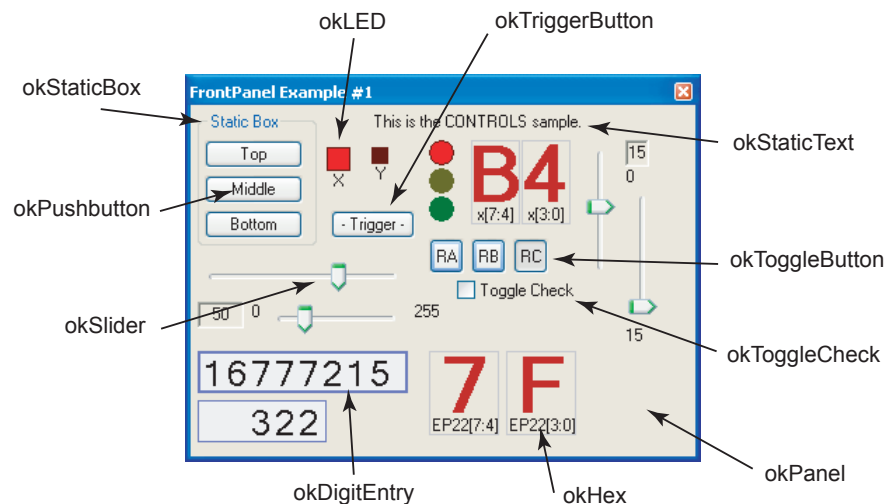 okLED
okTriggerButton
okStaticBox
FrontPanel Example #1
Static Box
This is the CONTROLS sample.
okStaticText
Top
Middle
Bottom
okPushbutton
X
Y
- Trigger -
B
4
x[7:4]
x[3:0]
15
0
RA
RB
RC
okToggleButton
Toggle Check
okSlider
50
0
255
15
okToggleCheck
16777215
322
7
F
EP22[7:4]
EP22[3:0]
okPanel
okDigitEntry
okHex